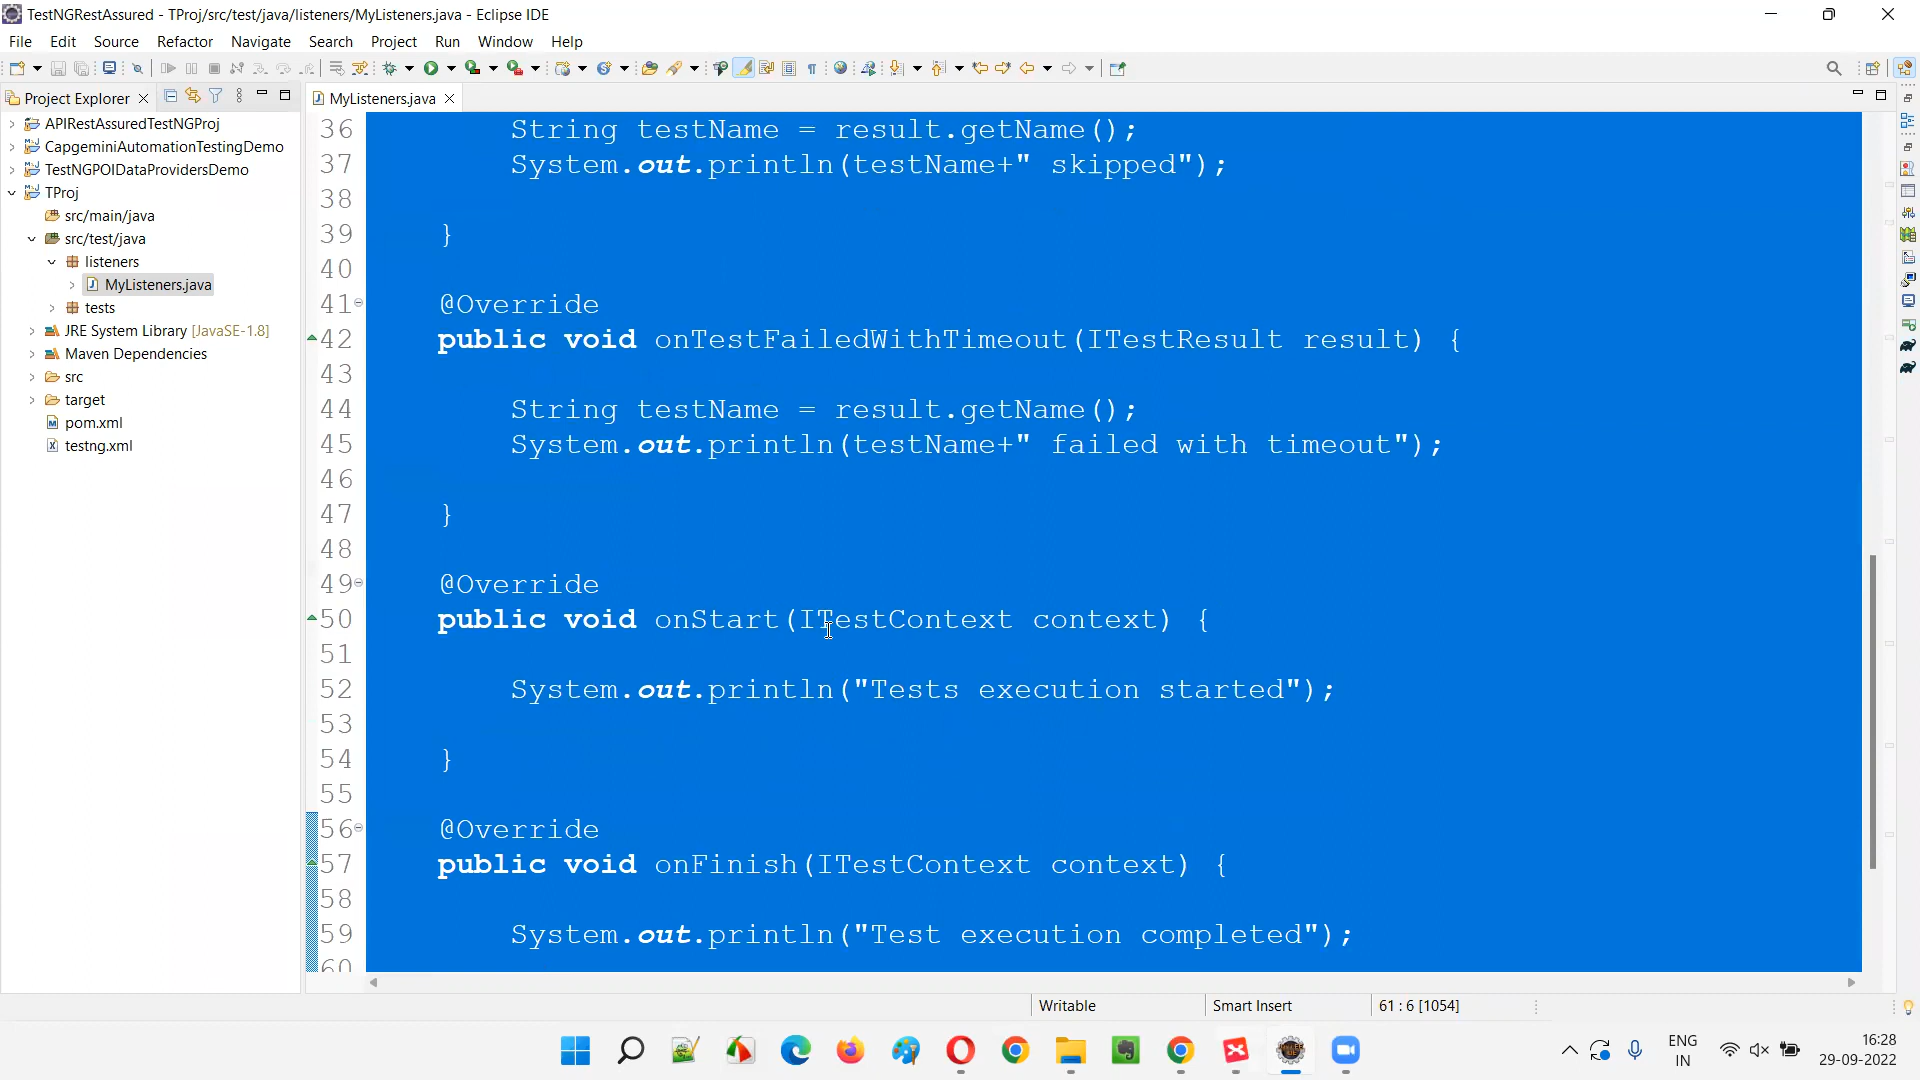 TestNGRestAssured - TProj/src/test/java/listeners/MyListeners.java - Eclipse IDE
File Edit Source Refactor Navigate Search Project Run Window Help
Project Explorer
APIRestAssuredTestNGProj
CapgeminiAutomationTestingDemo
TestNGPOIDataProvidersDemo
TProj
src/main/java
src/test/java
listeners
MyListeners.java
tests
JRE System Library [JavaSE-1.8]
Maven Dependencies
src
target
pom.xml
testng.xml
MyListeners.java
36 String testName = result.getName();
37 System.out.println(testName+" skipped");
38
39 }
40
41 @Override
42 public void onTestFailedWithTimeout(ITestResult result) {
43
44 String testName = result.getName();
45 System.out.println(testName+" failed with timeout");
46
47 }
48
49 @Override
50 public void onStart(ITestContext context) {
51
52 System.out.println("Tests execution started");
53
54 }
55
56 @Override
57 public void onFinish(ITestContext context) {
58
59 System.out.println("Test execution completed");
60
Writable Smart Insert 61 : 6 [1054]
ENG
IN
16:28
29-09-2022